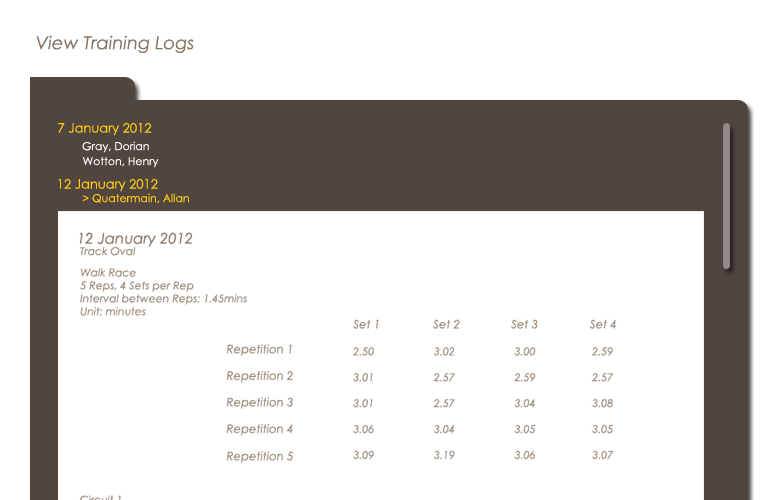 View Training Logs
7 January 2012
Gray, Dorian
Wotton, Henry
12 January 2012
> Quatermain, Allan
12 January 2012
Track Oval
Walk Race
5 Reps, 4 Sets per Rep
Interval between Reps: 1.45mins
Unit: minutes
Set 1 Set 2 Set 3 Set 4
Repetition 1 2.50 3.02 3.00 2.59
Repetition 2 3.01 2.57 2.59 2.57
Repetition 3 3.01 2.57 3.04 3.08
Repetition 4 3.06 3.04 3.05 3.05
Repetition 5 3.09 3.19 3.06 3.07
Circuit 1